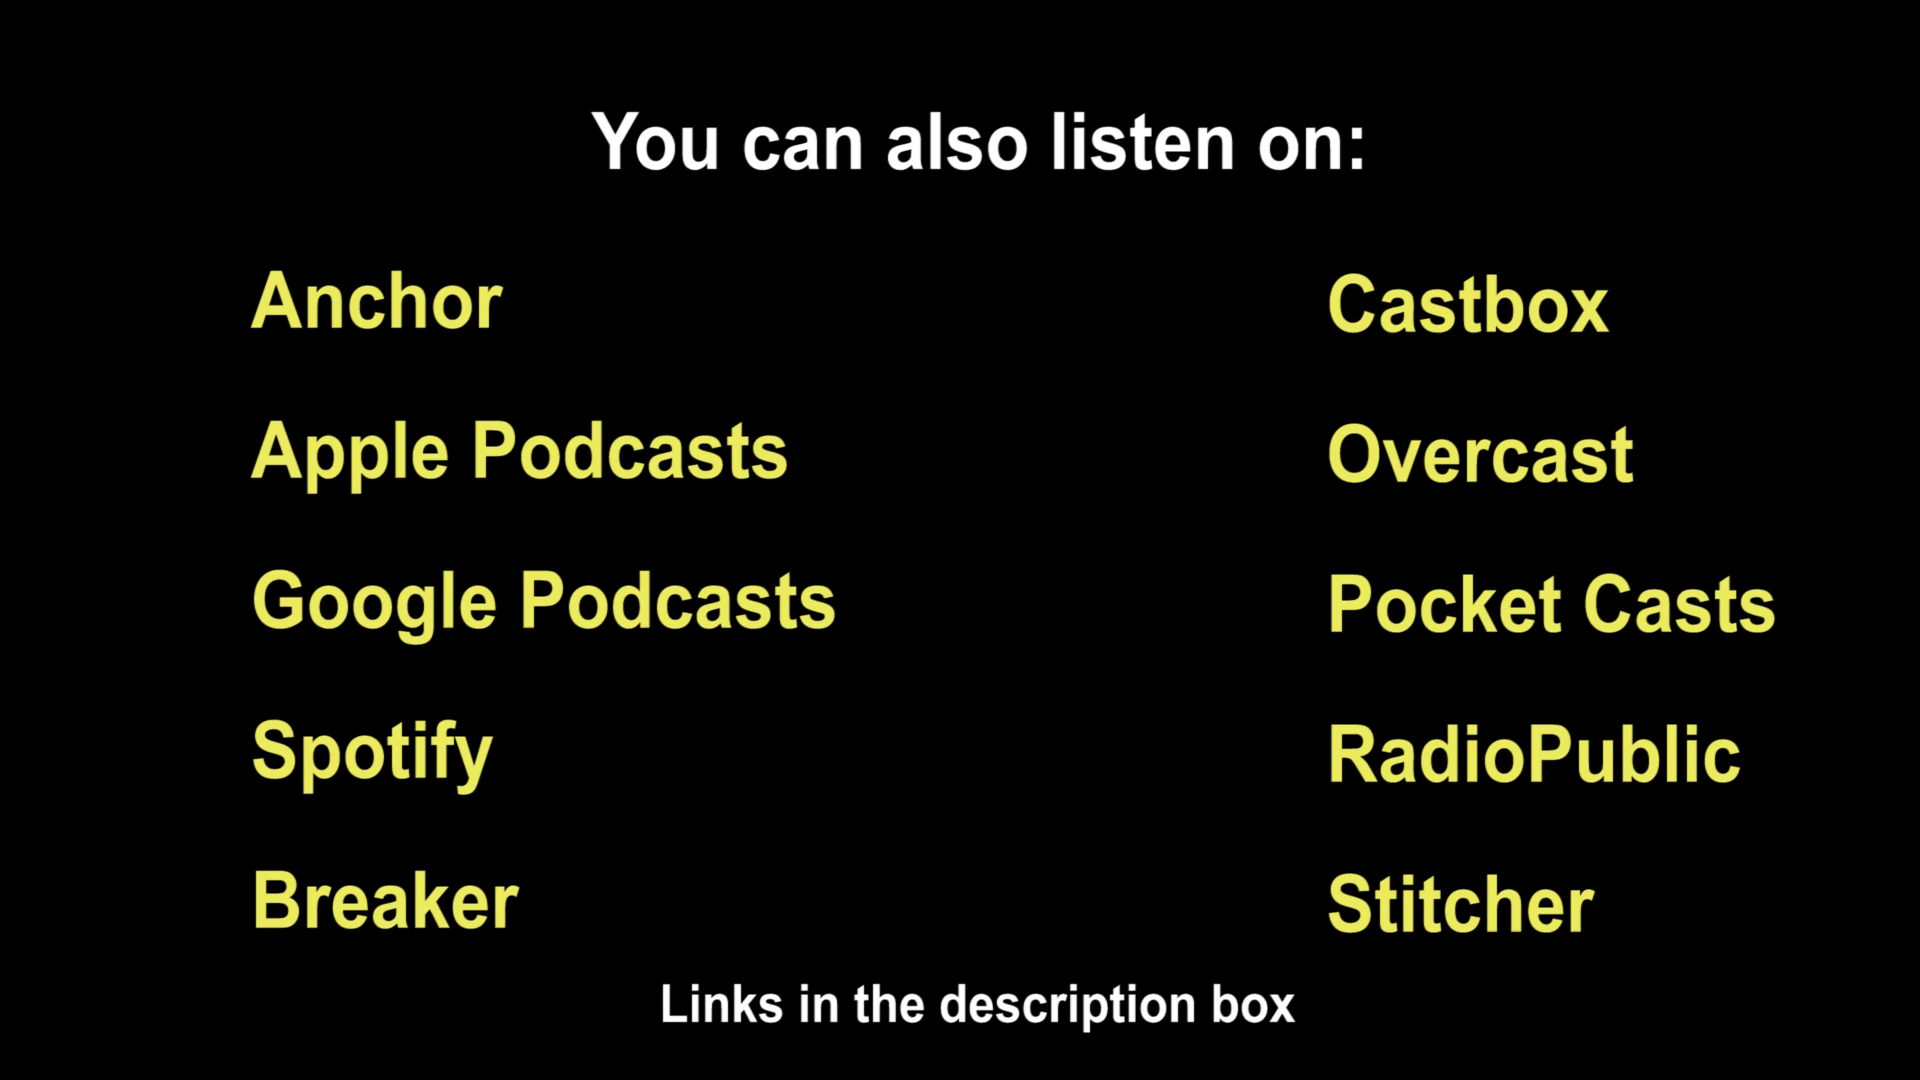 You can also listen on:
Anchor
Apple Podcasts
Google Podcasts
Spotify
Breaker
Castbox
Overcast
Pocket Casts
RadioPublic
Stitcher
Links in the description box